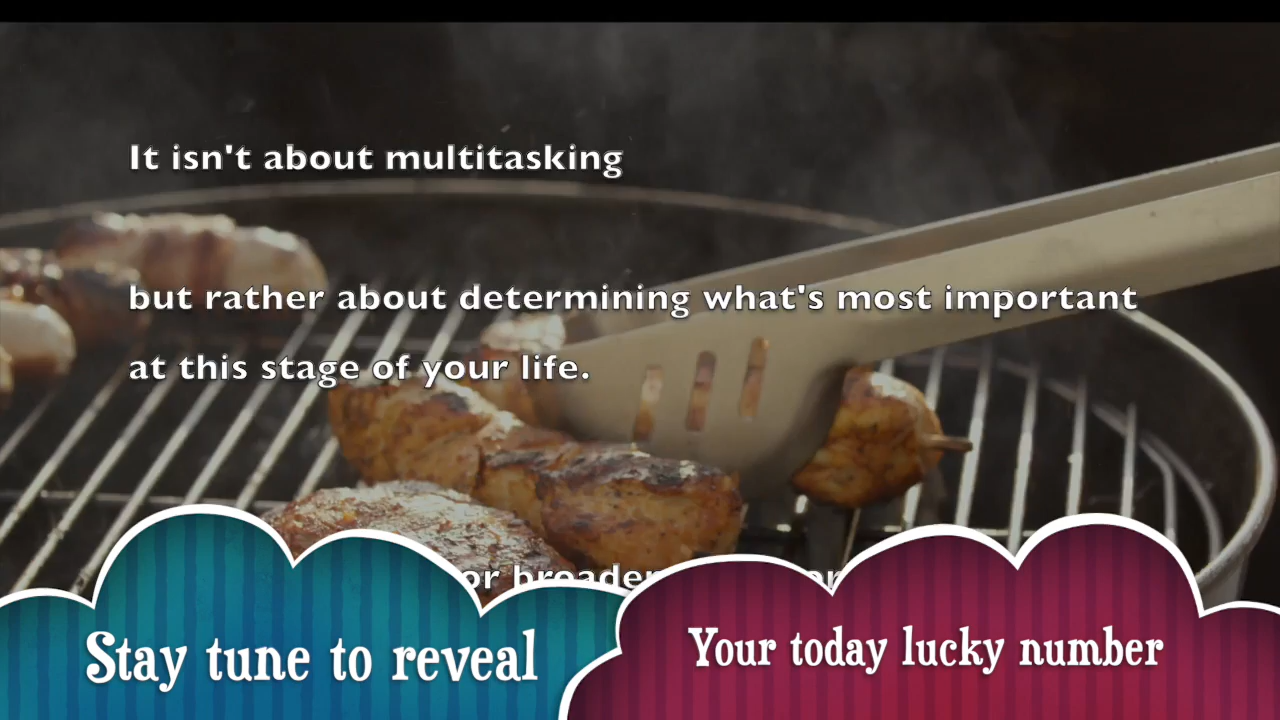 It isn't about multitasking
but rather about determining what's most important
at this stage of your life.
or
Stay tune to reveal
Your today lucky number